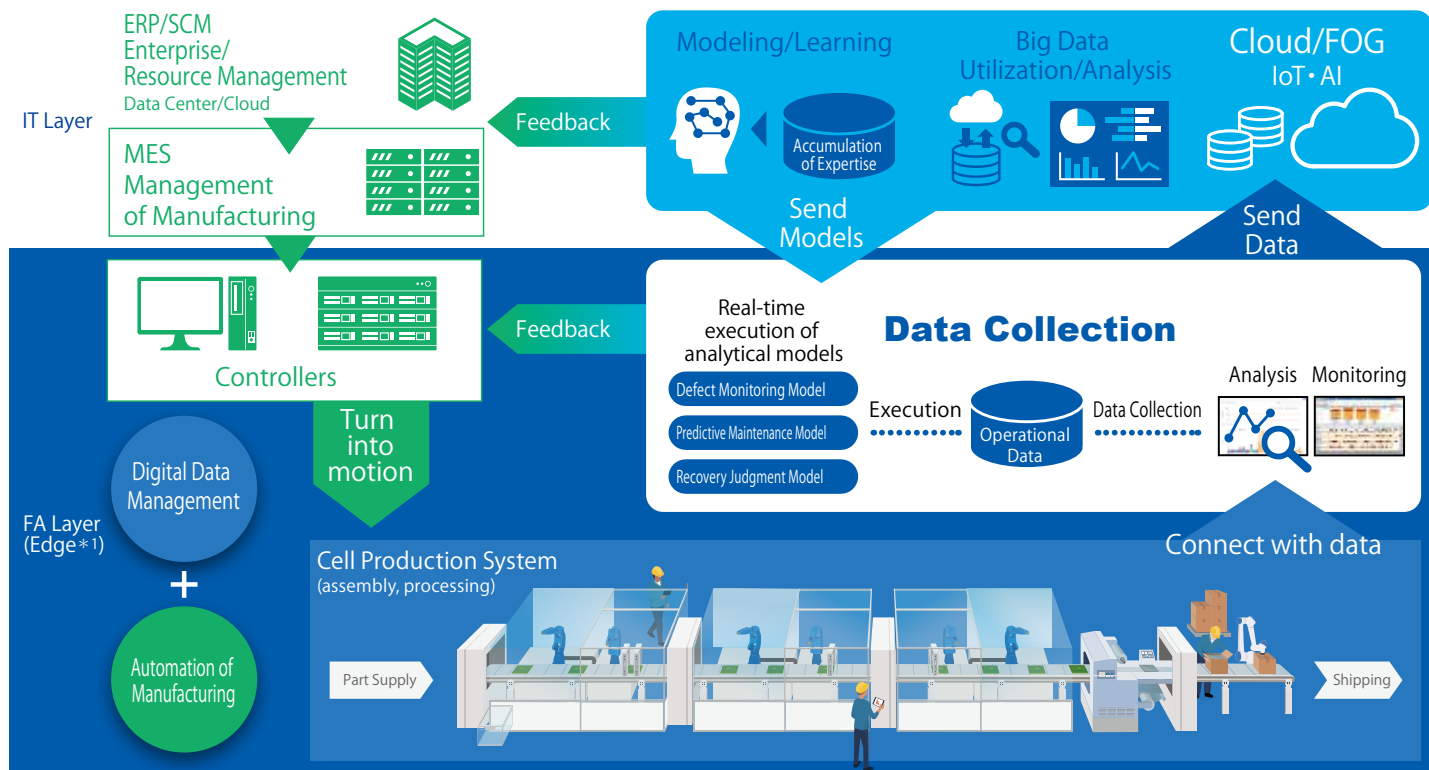 ERP/SCM
Enterprise/
Resource Management
Data Center/Cloud
IT Layer
MES
Management
of Manufacturing
Feedback
Modeling/Learning
Accumulation
of Expertise
Big Data
Utilization/Analysis
Cloud/FOG
IoT・AI
Send
Models
Send
Data
Controllers
Feedback
Real-time
execution of
analytical models
Defect Monitoring Model
Predictive Maintenance Model
Recovery Judgment Model
Data Collection
Execution
Operational
Data
Data Collection
Analysis
Monitoring
Turn
into
motion
Connect with data
FA Layer
(Edge*1)
Digital Data
Management
+
Automation of
Manufacturing
Cell Production System
(assembly, processing)
Part Supply
Shipping